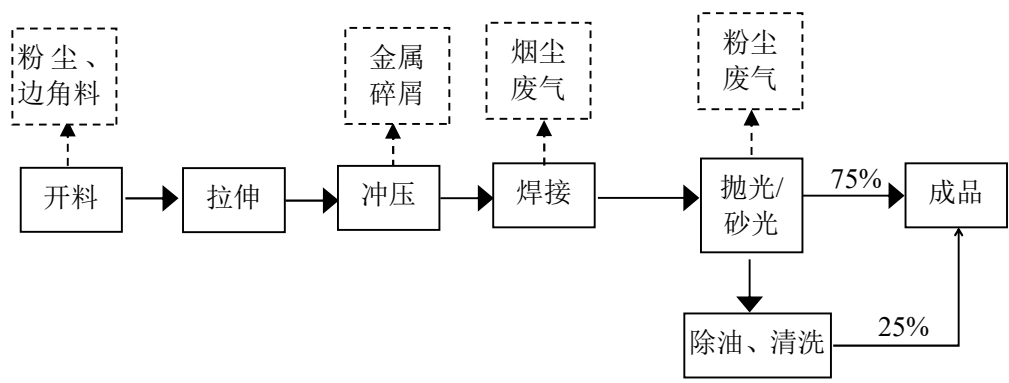 粉尘、
边角料
金属
碎屑
烟尘
废气
粉尘
废气
开料
拉伸
冲压
焊接
抛光/
砂光
75%
成品
除油、清洗
25%